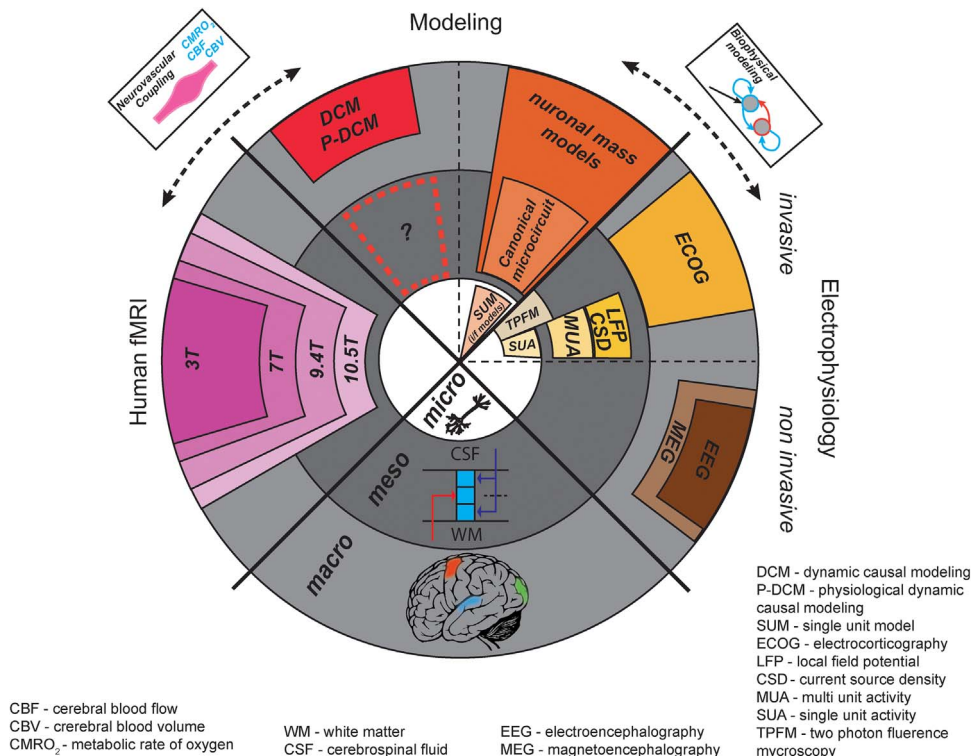 Modeling
CMRO2
CBF
CBV
Neurovascular
Coupling
Biophysical
modeling
DCM
P-DCM
nuronal mass
models
?
Canonical
microcircuit
SUM
(i/f models)
TPFM
SUA
MUA
LFP
CSD
ECOG
invasive
Electrophysiology
non invasive
MEG
EEG
Human fMRI
3T
7T
9.4T
10.5T
micro
meso
macro
CSF
WM
DCM - dynamic causal modeling
P-DCM - physiological dynamic
causal modeling
SUM - single unit model
ECOG - electrocorticography
LFP - local field potential
CSD - current source density
MUA - multi unit activity
SUA - single unit activity
TPFM - two photon fluerence
mycroscopy
CBF - cerebral blood flow
CBV - crerebral blood volume
CMRO2 - metabolic rate of oxygen
WM - white matter
CSF - cerebrospinal fluid
EEG - electroencephalography
MEG - magnetoencephalography